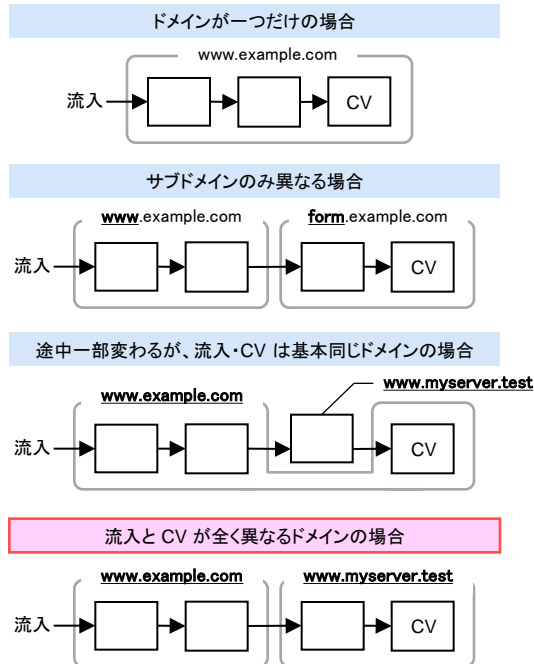 ドメインが一つだけの場合
www.example.com
流入
CV
サブドメインのみ異なる場合
www.example.com
form.example.com
流入
CV
途中一部変わるが、流入・CV は基本同じドメインの場合
www.myserver.test
www.example.com
流入
CV
流入と CV が全く異なるドメインの場合
www.example.com
www.myserver.test
流入
CV